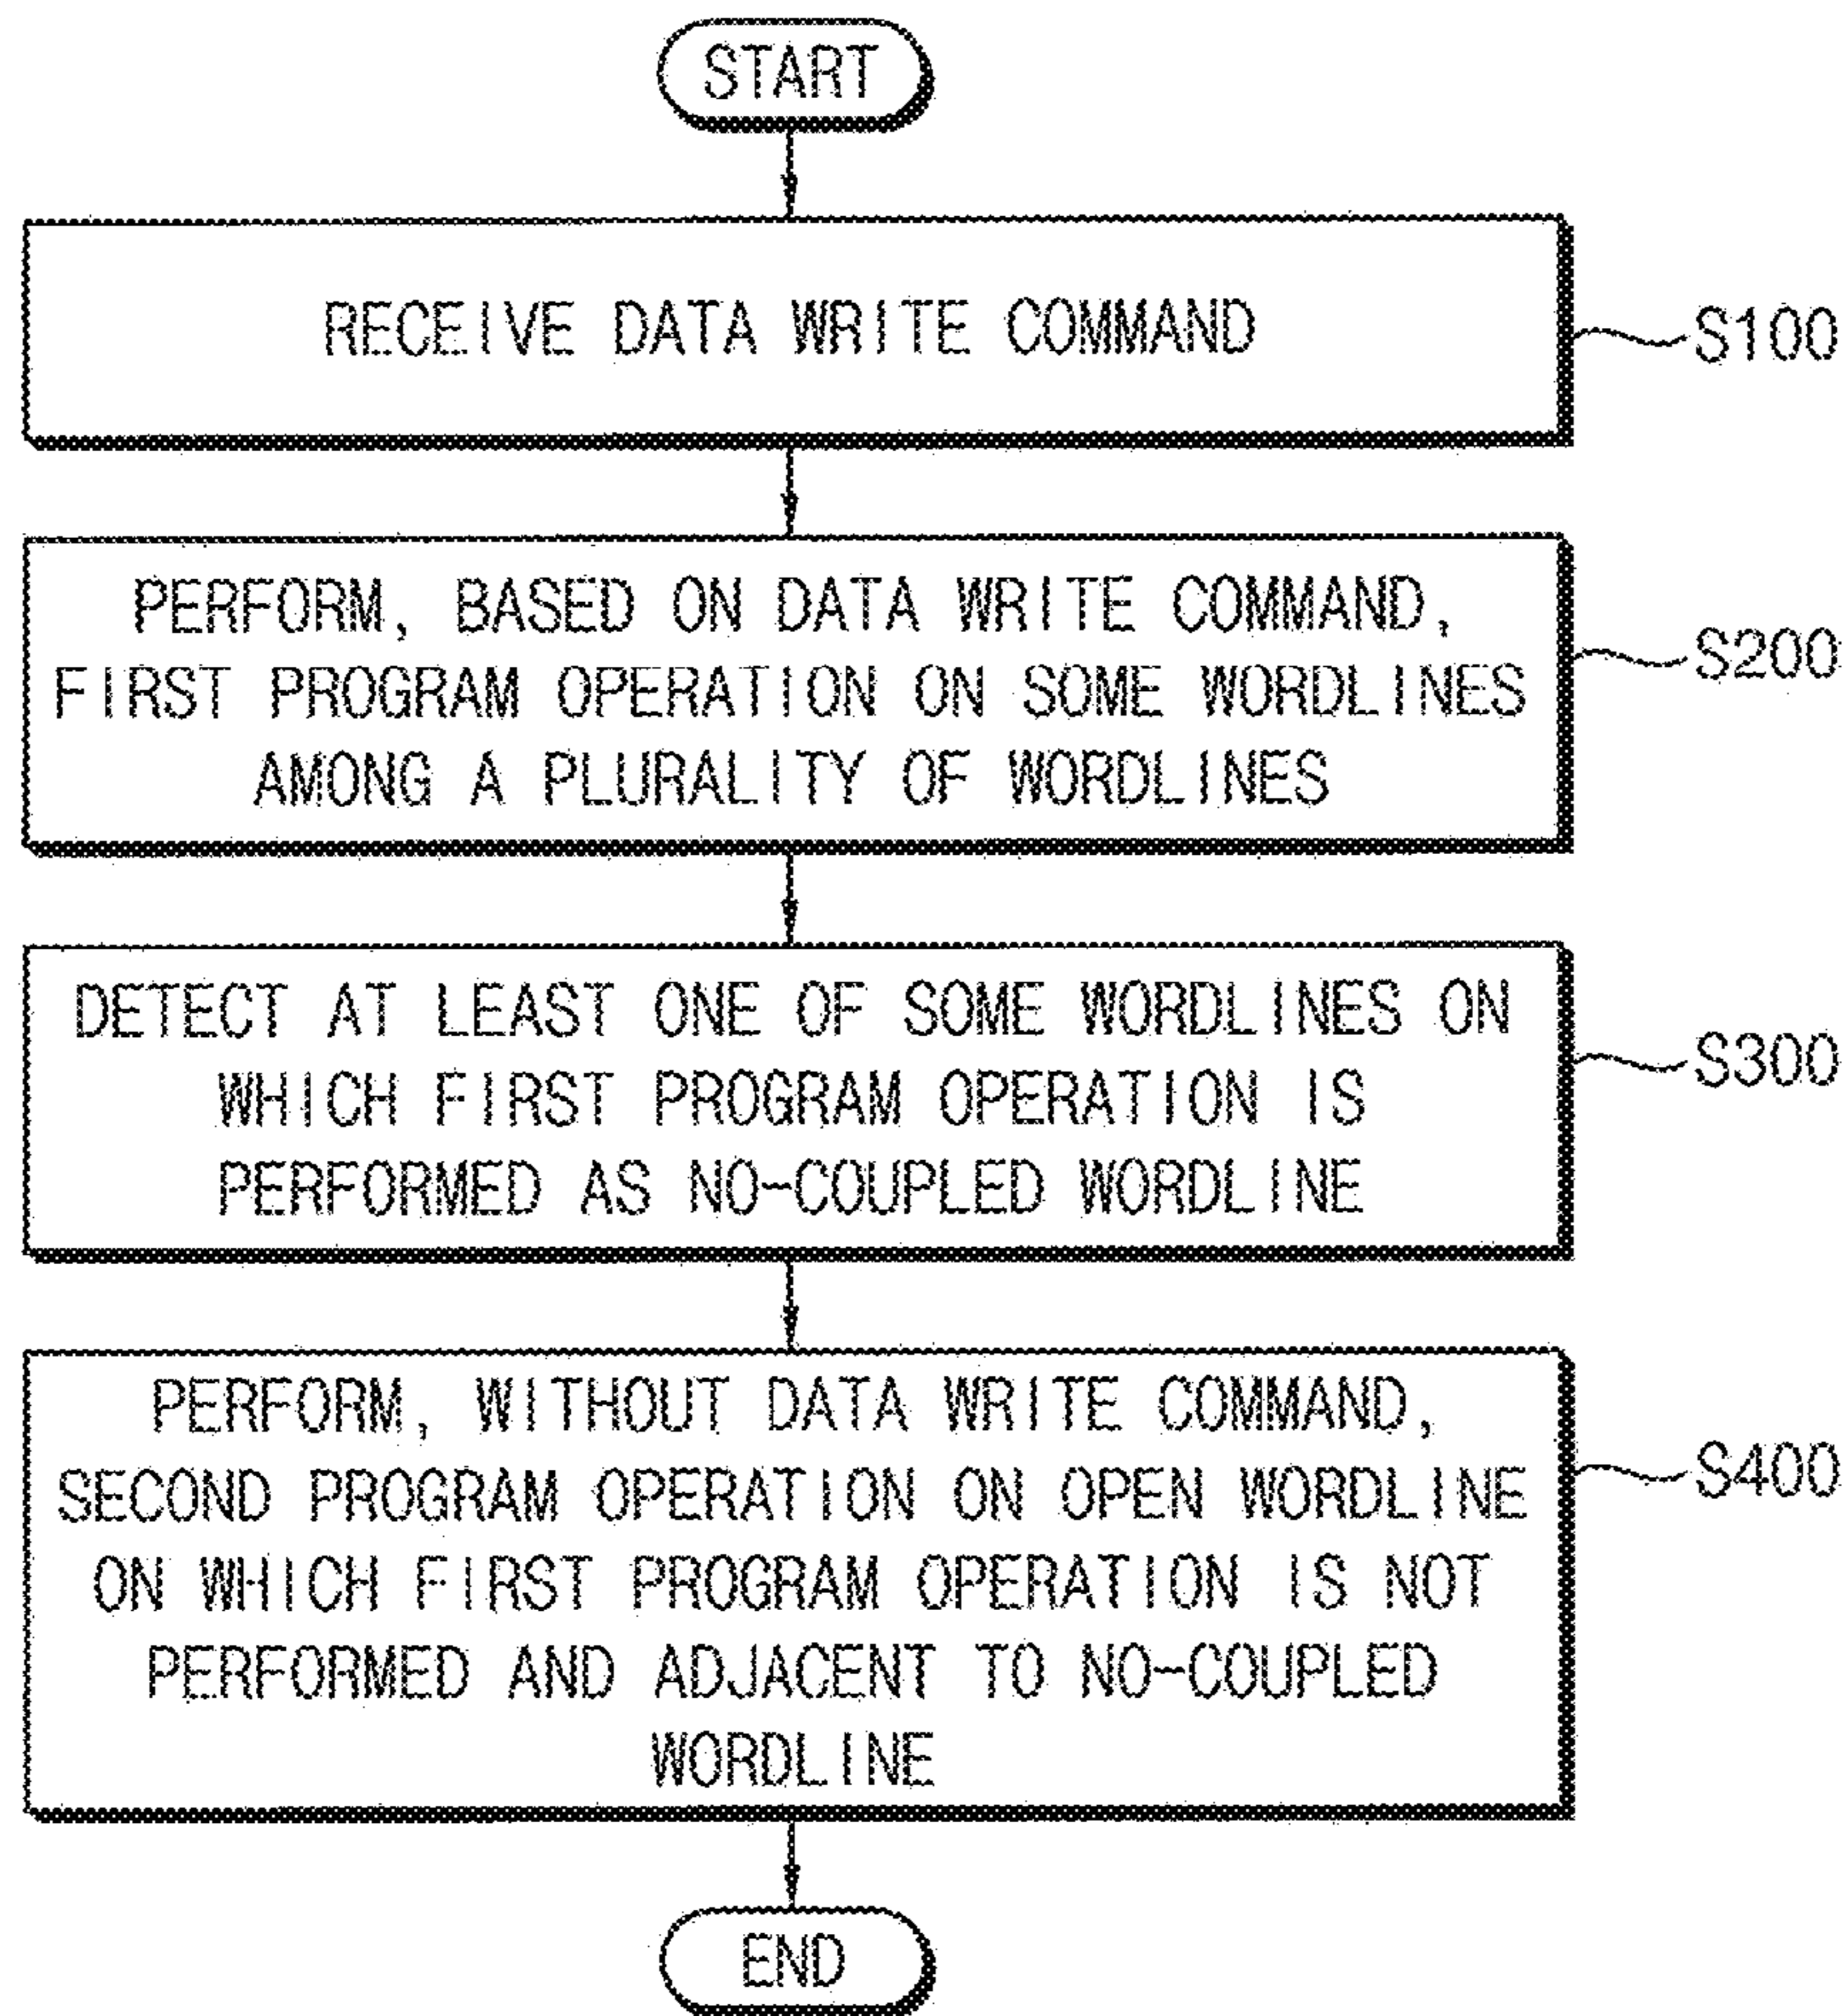 START
RECEIVE DATA WRITE COMMAND
S100
PERFORM, BASED ON DATA WRITE COMMAND,
FIRST PROGRAM OPERATION ON SOME WORDLINES
AMONG A PLURALITY OF WORDLINES
S200
DETECT AT LEAST ONE OF SOME WORDLINES ON
WHICH FIRST PROGRAM OPERATION IS
PERFORMED AS NO-COUPLED WORDLINE
S300
PERFORM, WITHOUT DATA WRITE COMMAND,
SECOND PROGRAM OPERATION ON OPEN WORDLINE
ON WHICH FIRST PROGRAM OPERATION IS NOT
PERFORMED AND ADJACENT TO NO-COUPLED
WORDLINE
S400
END